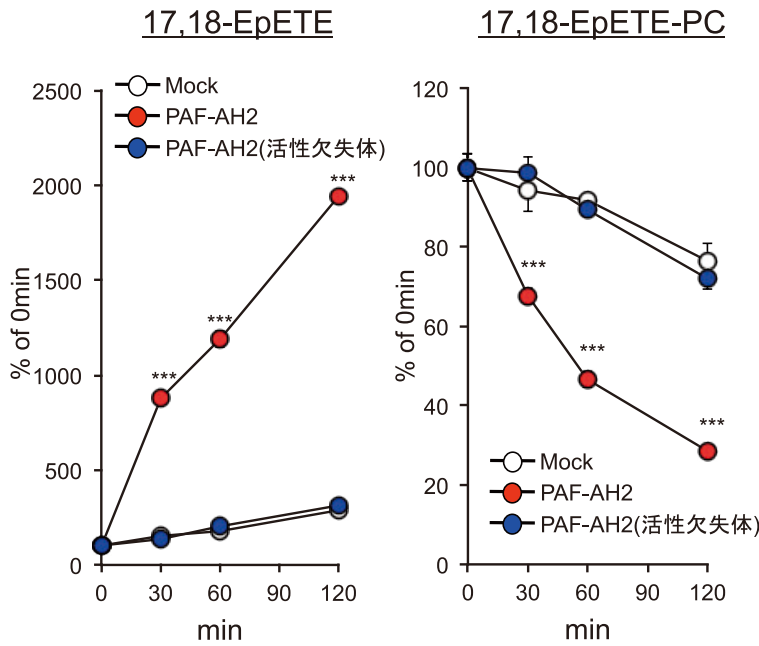 17,18-EpETE
Mock
PAF-AH2
PAF-AH2(活性欠失体)
2500
2000
1500
1000
500
0
% of 0min
***
***
***
0
30
60
90
120
min
17,18-EpETE-PC
120
100
80
60
40
20
0
% of 0min
***
***
***
Mock
PAF-AH2
PAF-AH2(活性欠失体)
0
30
60
90
120
min